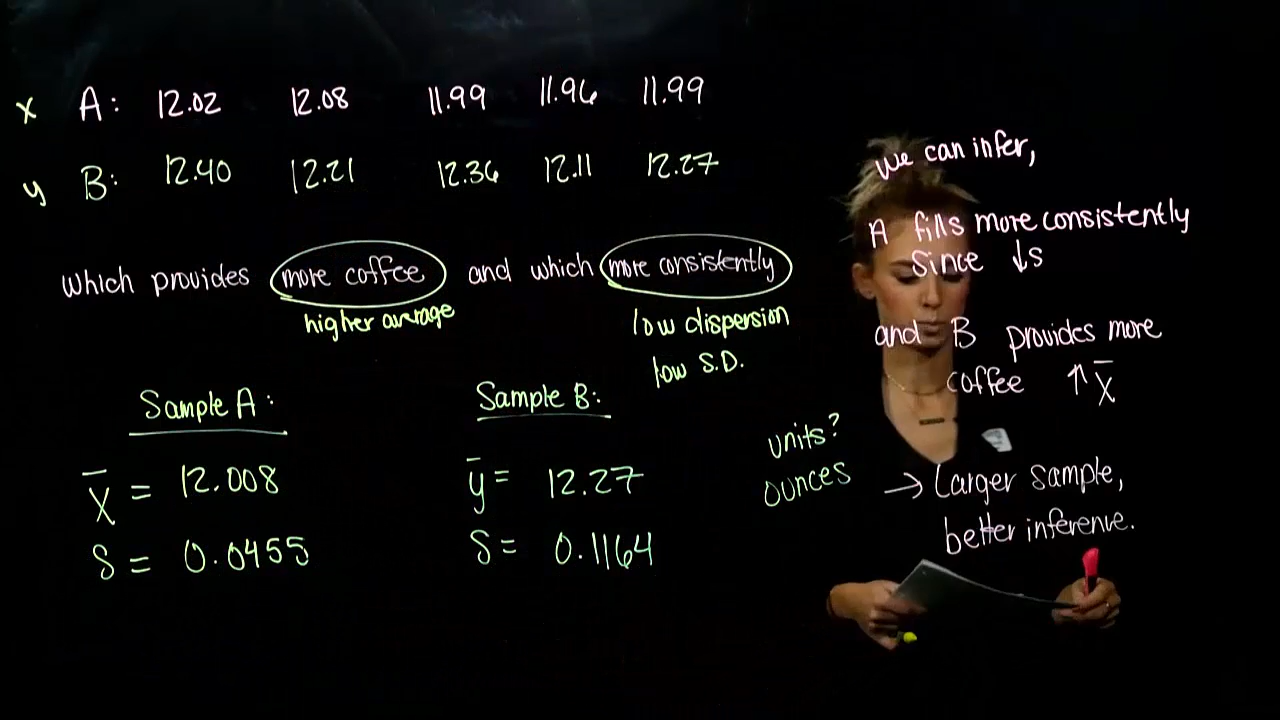 x A: 12.02 12.08 11.99 11.96 11.99
y B: 12.40 12.21 12.36 12.11 12.27
which provides more coffee and which more consistently
higher average
low dispersion
low S.D.
Sample A:
x̄ = 12.008
S = 0.0455
Sample B:
ȳ = 12.27
S = 0.1164
units?
ounces
we can infer,
A fills more consistently
since ↓s
and B provides more
coffee ↑ x̄
→ Larger sample,
better inference.